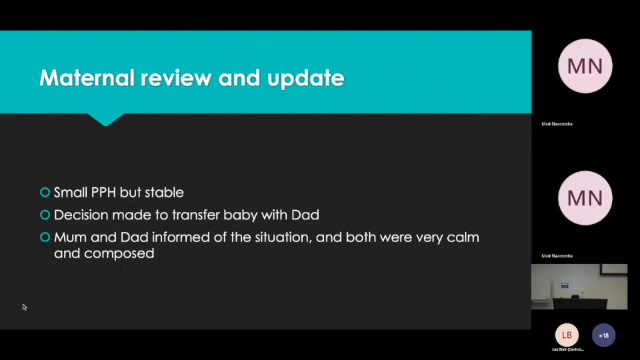 Maternal review and update
Small PPH but stable
Decision made to transfer baby with Dad
Mum and Dad informed of the situation, and both were very calm
and composed
MN
MN
LB
+18